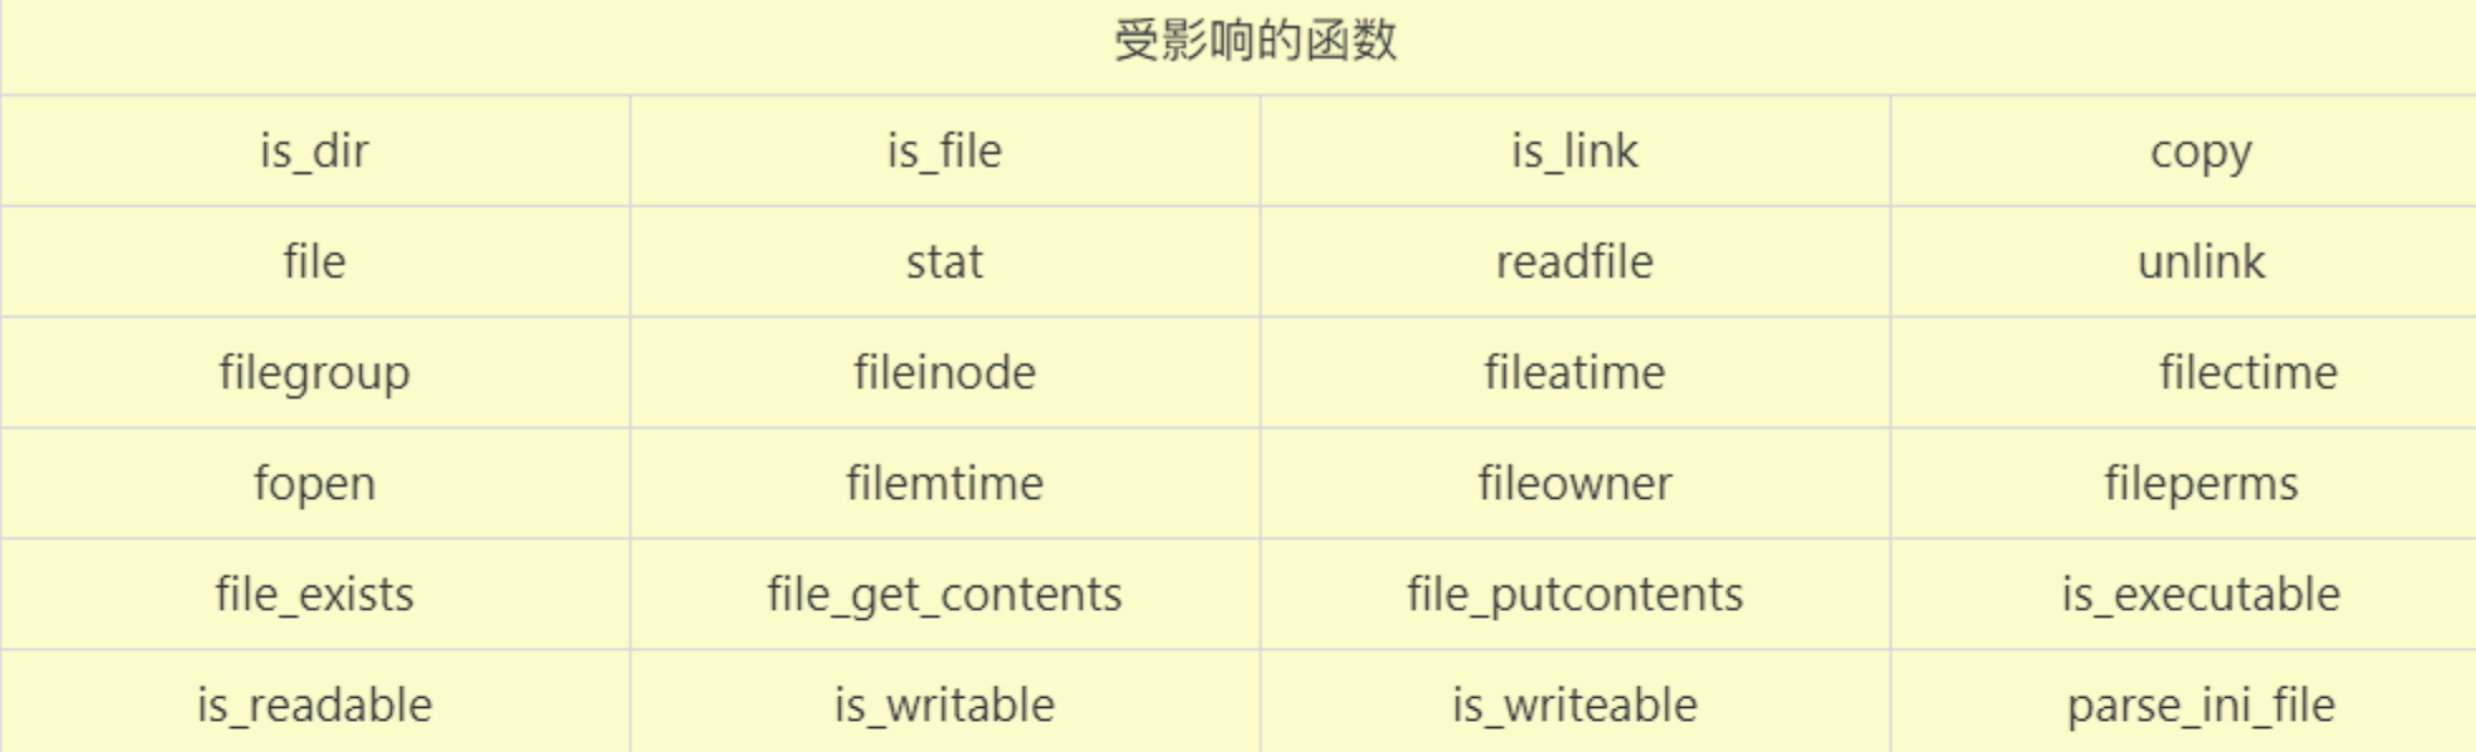 受影响的函数
is_dir is_file is_link copy
file stat readfile unlink
filegroup fileinode fileatime filectime
fopen filemtime fileowner fileperms
file_exists file_get_contents file_putcontents is_executable
is_readable is_writable is_writeable parse_ini_file